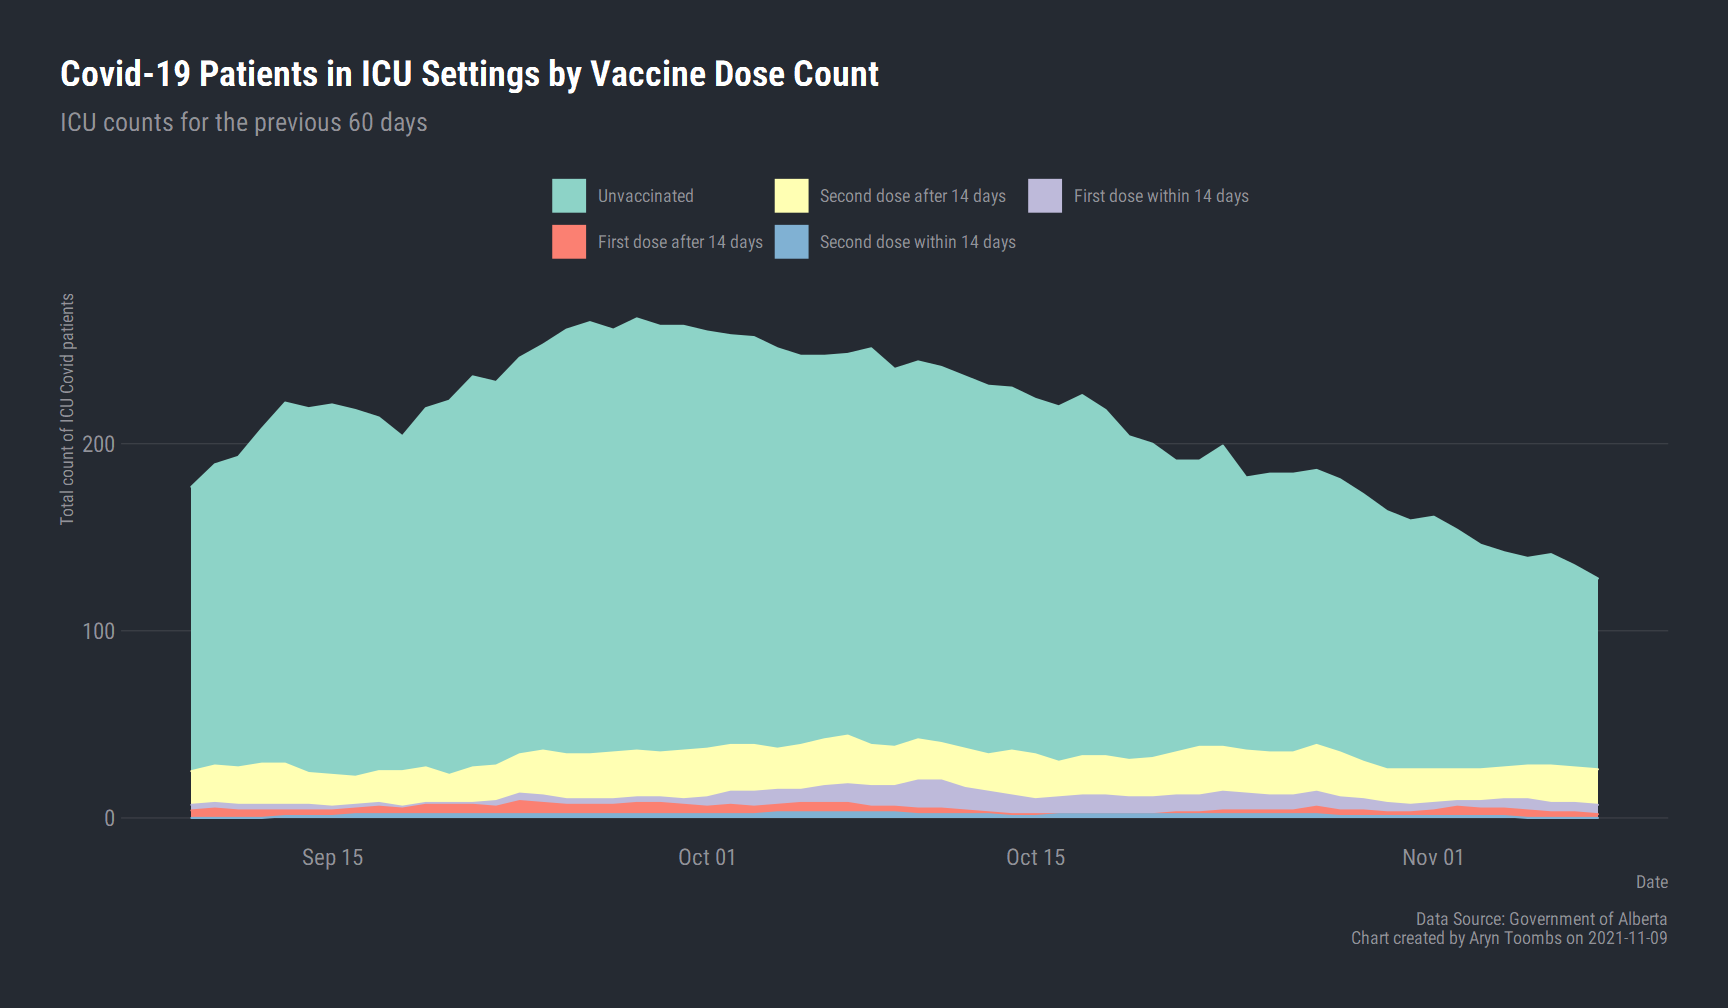 Covid-19 Patients in ICU Settings by Vaccine Dose Count
ICU counts for the previous 60 days
Unvaccinated
Second dose after 14 days
First dose within 14 days
First dose after 14 days
Second dose within 14 days
Total count of ICU Covid patients
200
100
0
Sep 15
Oct 01
Oct 15
Nov 01
Date
Data Source: Government of Alberta
Chart created by Aryn Toombs on 2021-11-09